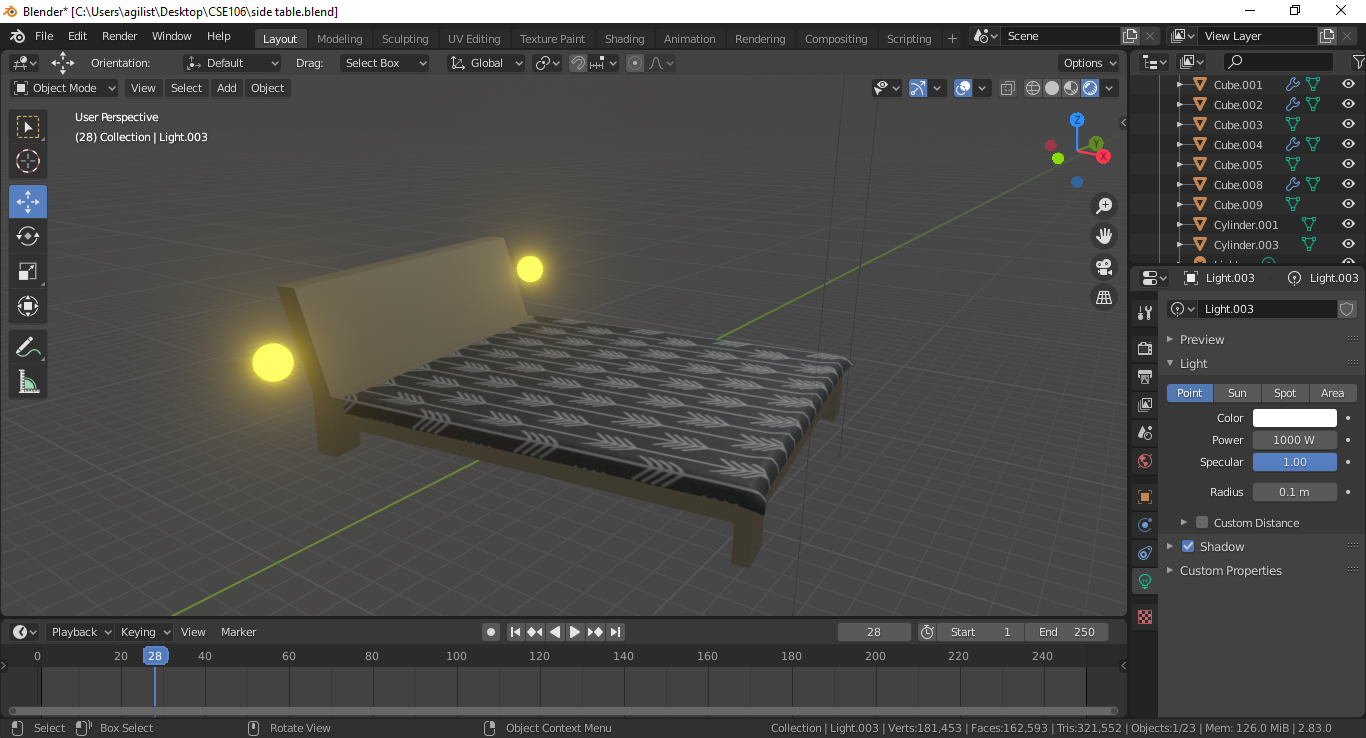 Blender* [C:\Users\agilist\Desktop\CSE106\side table.blend]
File Edit Render Window Help Layout Modeling Sculpting UV Editing Texture Paint Shading Animation Rendering Compositing Scripting + Scene View Layer
Orientation: Default Drag: Select Box Global Options
Object Mode View Select Add Object
User Perspective
(28) Collection | Light.003
Z
Y
X
Cube.001
Cube.002
Cube.003
Cube.004
Cube.005
Cube.008
Cube.009
Cylinder.001
Cylinder.003
Light.003 Light.003
Light.003
Preview
Light
Point Sun Spot Area
Color
Power 1000 W
Specular 1.00
Radius 0.1 m
Custom Distance
Shadow
Custom Properties
Playback Keying View Marker 28 Start 1 End 250
0 20 28 40 60 80 100 120 140 160 180 200 220 240
Select Box Select Rotate View Object Context Menu Collection | Light.003 | Verts:181,453 | Faces:162,593 | Tris:321,552 | Objects:1/23 | Mem: 126.0 MiB | 2.83.0